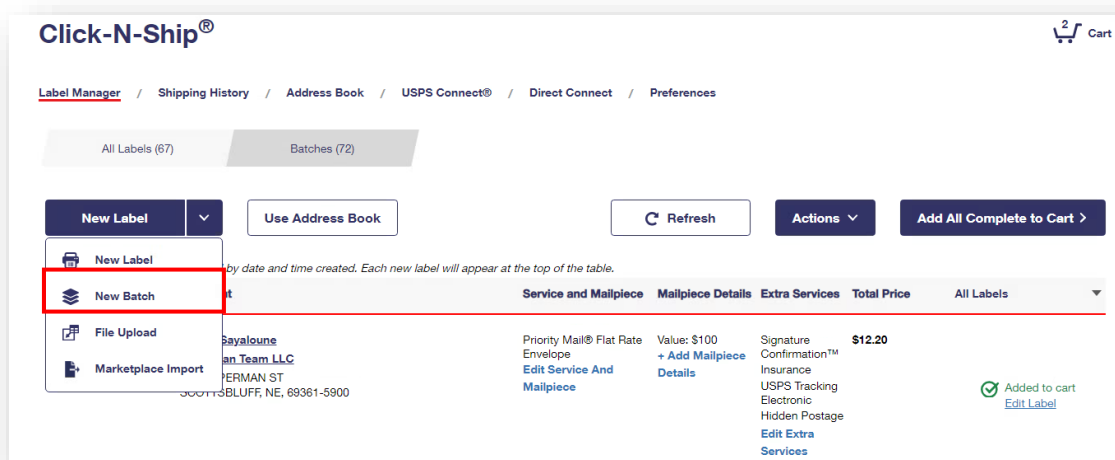 Click-N-Ship®
2 Cart
Label Manager / Shipping History / Address Book / USPS Connect® / Direct Connect / Preferences
All Labels (67) Batches (72)
New Label Use Address Book Refresh Actions Add All Complete to Cart
New Label
by date and time created. Each new label will appear at the top of the table.
New Batch
Service and Mailpiece Mailpiece Details Extra Services Total Price All Labels
File Upload
Marketplace Import
Sayaloune
Team LLC
ST
SCOTTSBLUFF, NE, 69361-5900
Priority Mail® Flat Rate
Envelope
Edit Service And
Mailpiece
Value: $100
+ Add Mailpiece
Details
Signature
Confirmation™
Insurance
USPS Tracking
Electronic
Hidden Postage
Edit Extra
Services
$12.20
Added to cart
Edit Label